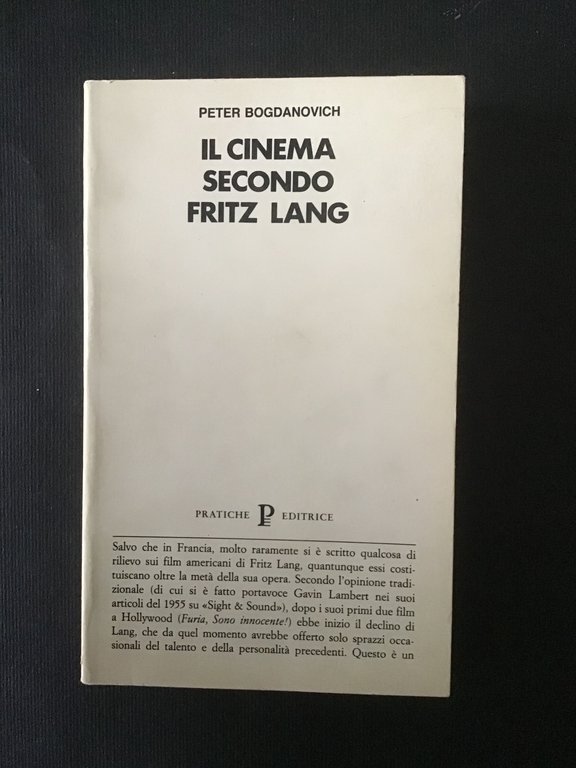 PETER BOGDANOVICH
IL CINEMA
SECONDO
FRITZ LANG
PRATICHE PE EDITRICE
Salvo che in Francia, molto raramente si è scritto qualcosa di
rilievo sui film americani di Fritz Lang, quantunque essi costi-
tuiscano oltre la metà della sua opera. Secondo l'opinione tradi-
zionale (di cui si è fatto portavoce Gavin Lambert nei suoi
articoli del 1955 su «Sight & Sound»), dopo i suoi primi due film
a Hollywood (Furia, Sono innocente!) ebbe inizio il declino di
Lang, che da quel momento avrebbe offerto solo sprazzi occa-
sionali del talento e della personalità precedenti. Questo è un